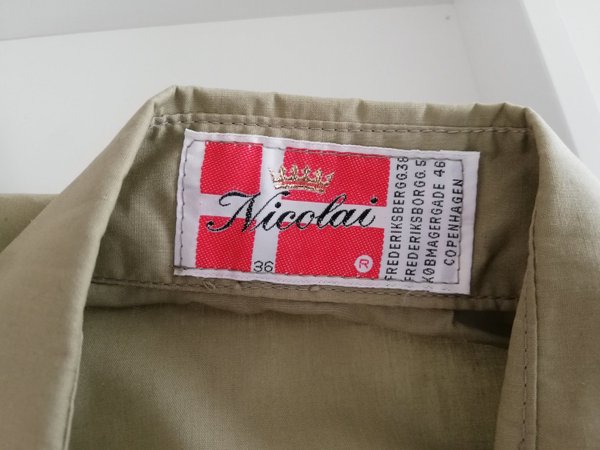 Nicolai
36
®
FREDERIKSBERGG.38
FREDERIKSBORGG.5
KØBMAGERGADE 46
COPENHAGEN